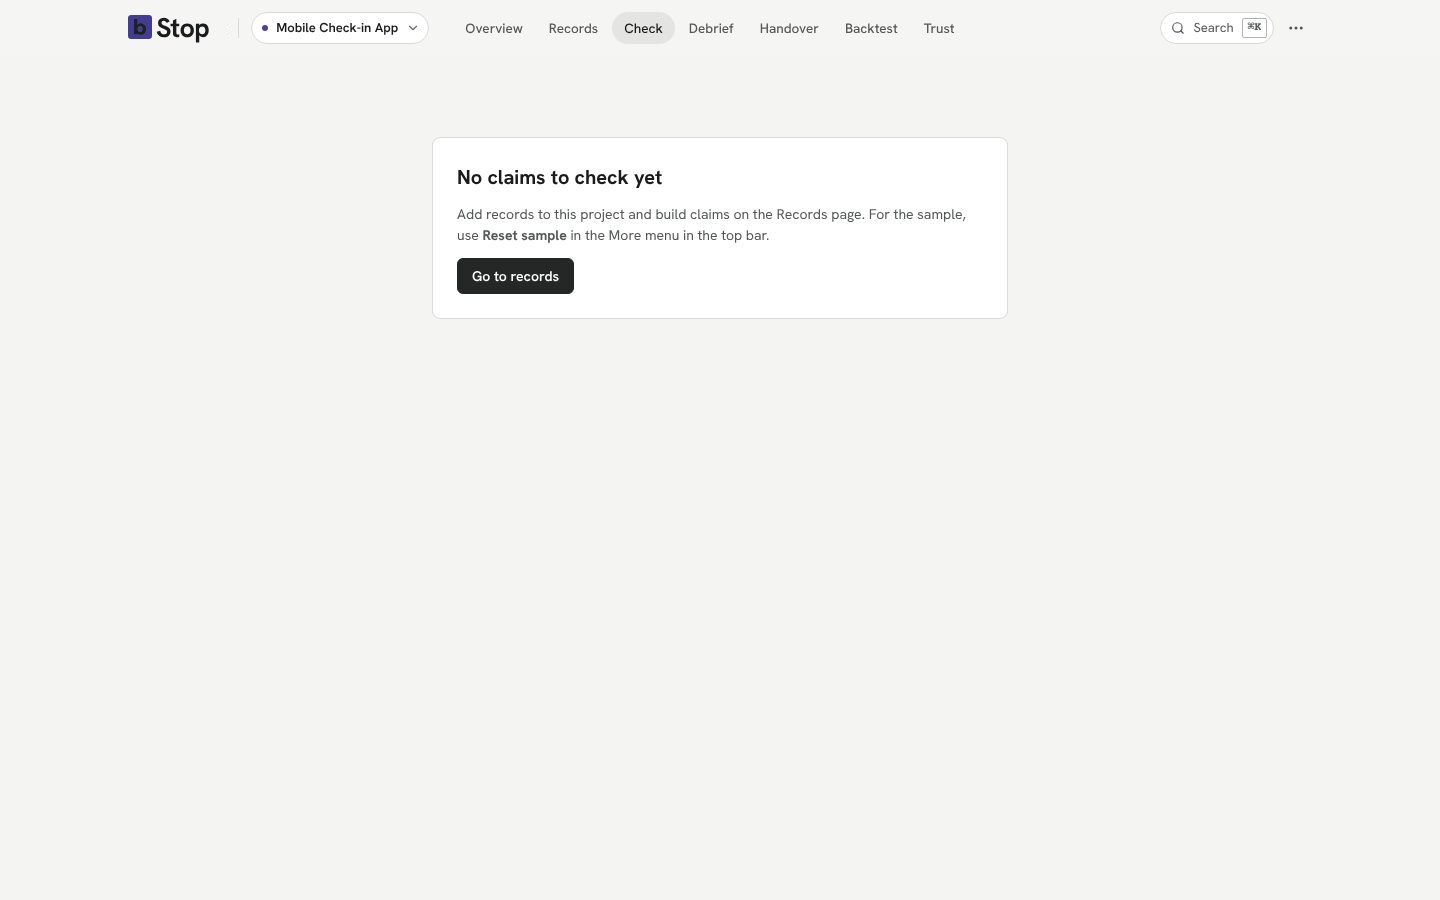 b Stop
Mobile Check-in App
Overview
Records
Check
Debrief
Handover
Backtest
Trust
Search
⌘K
No claims to check yet
Add records to this project and build claims on the Records page. For the sample,
use Reset sample in the More menu in the top bar.
Go to records